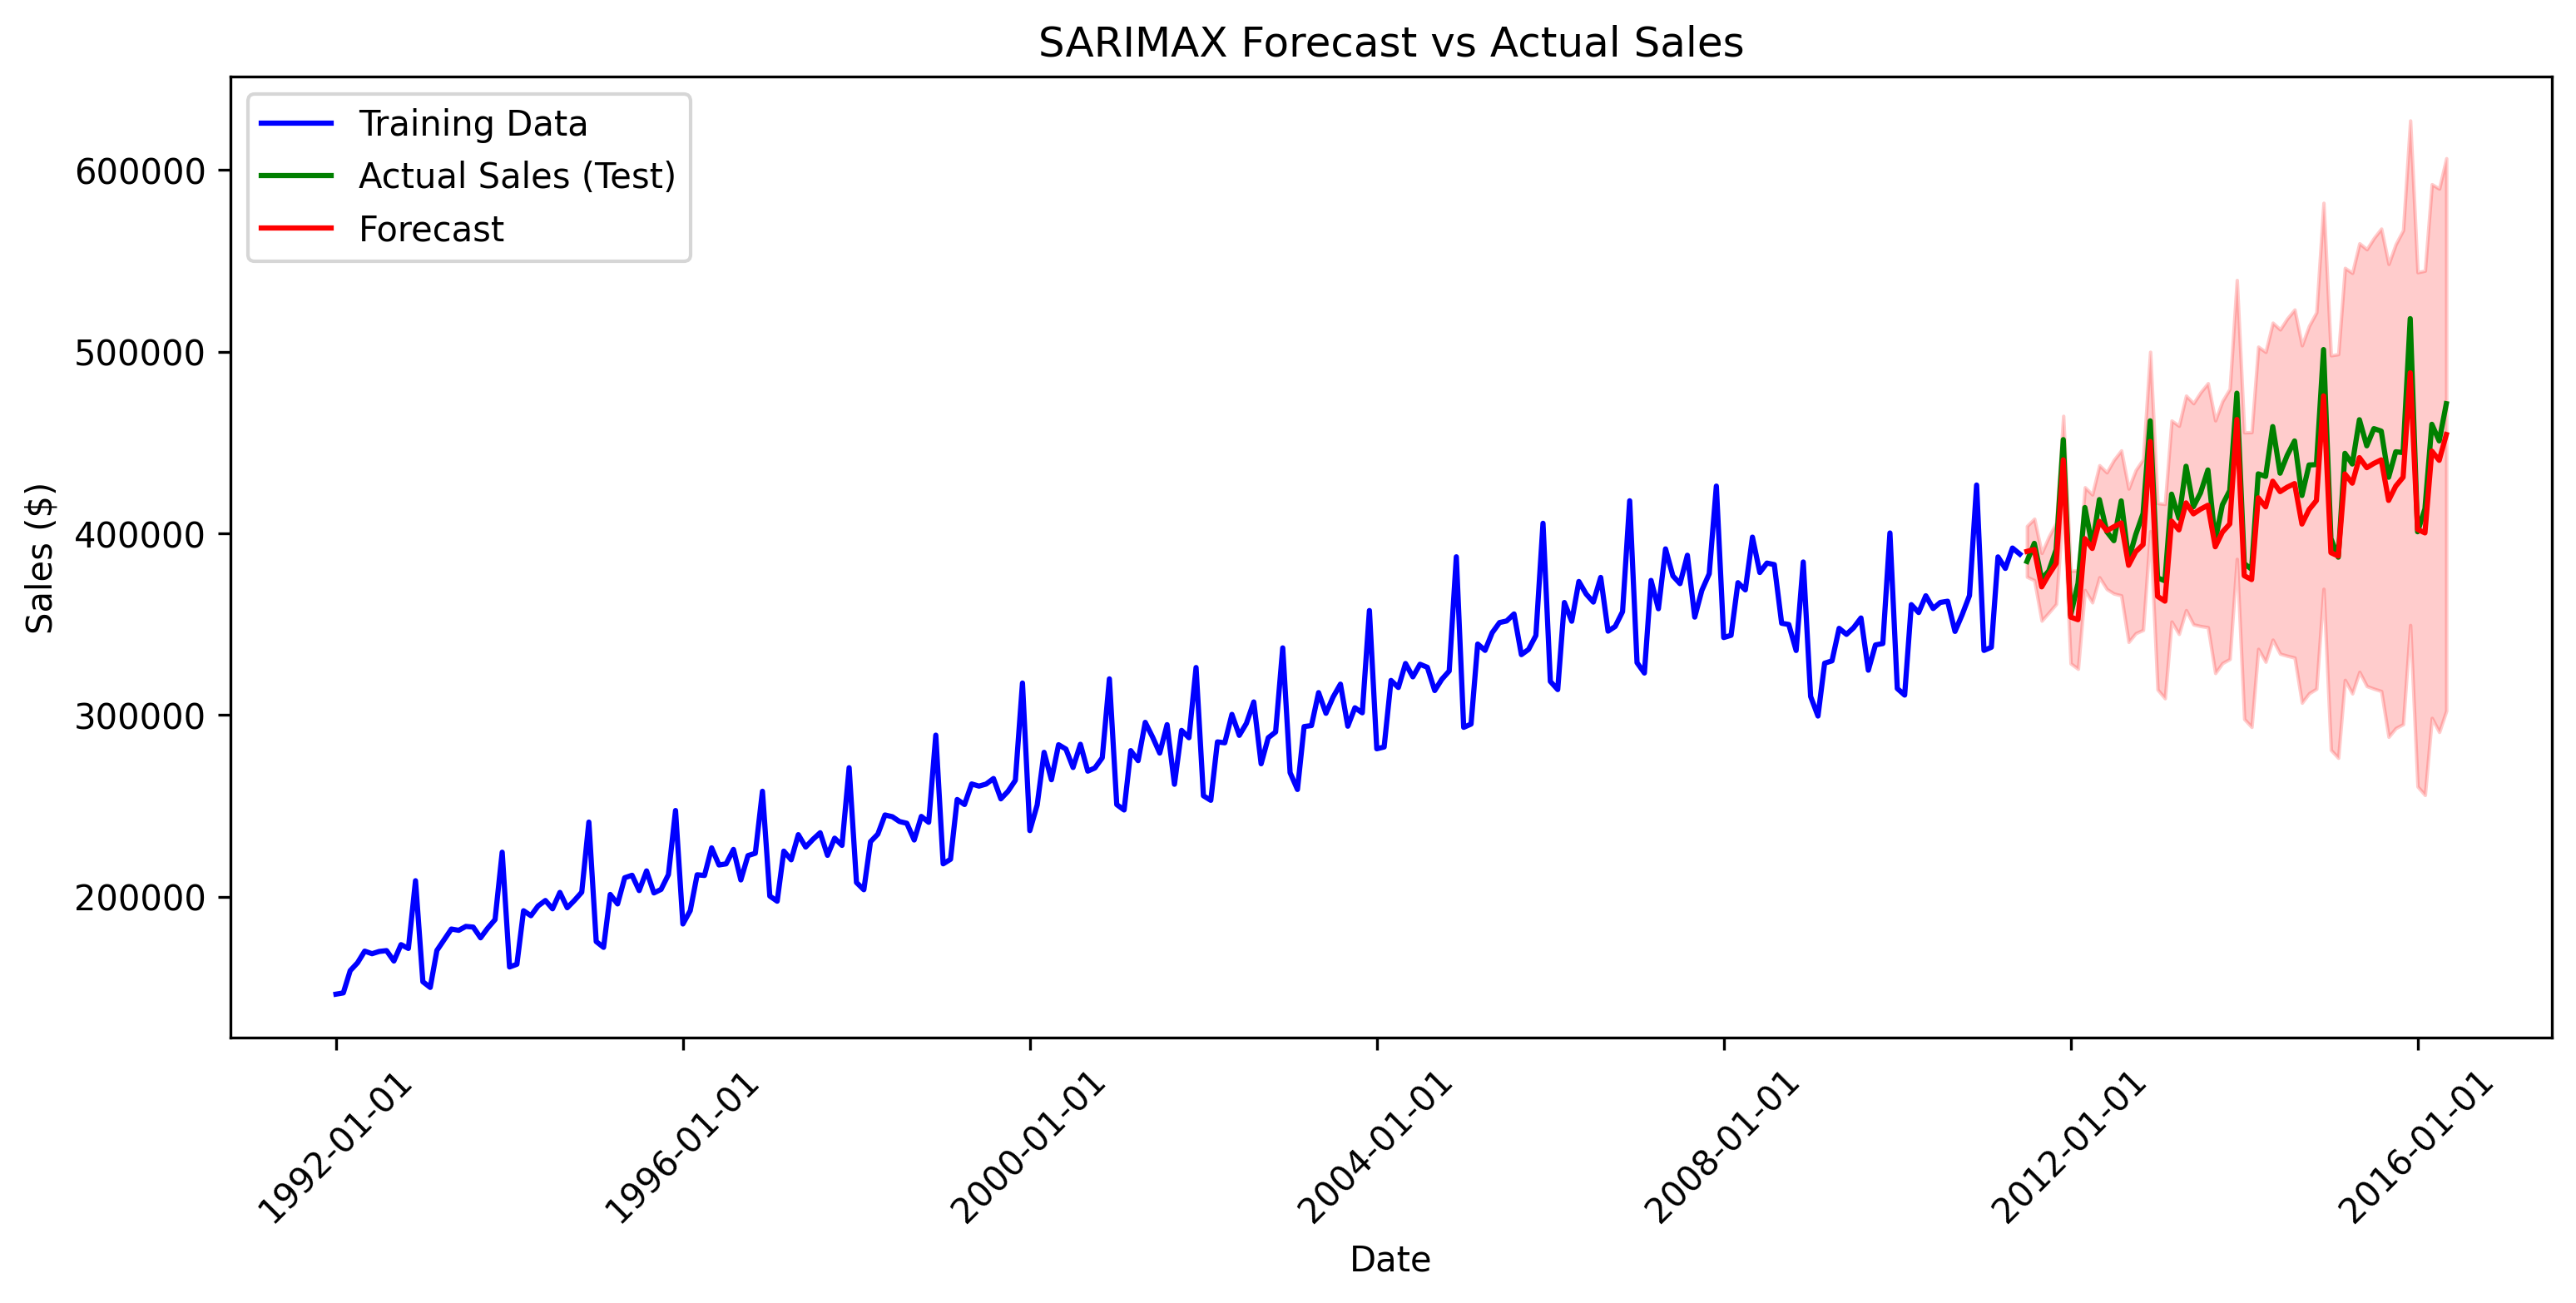 SARIMAX Forecast vs Actual Sales
Training Data
Actual Sales (Test)
Forecast
600000
500000
400000
300000
200000
Sales ($)
1992-01-01
1996-01-01
2000-01-01
2004-01-01
2008-01-01
2012-01-01
2016-01-01
Date